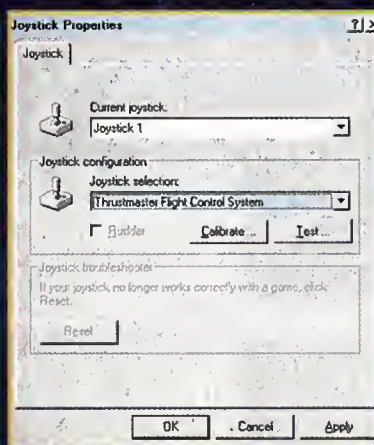 Joystick Properties
Joystick
Current joystick:
Joystick 1
Joystick configuration
Joystick selection:
Thrustmaster Flight Control System
Rudder
Calibrate...
Test...
Joystick troubleshooter
If your joystick no longer works correctly with a game, click
Reset.
Reset
OK
Cancel
Apply